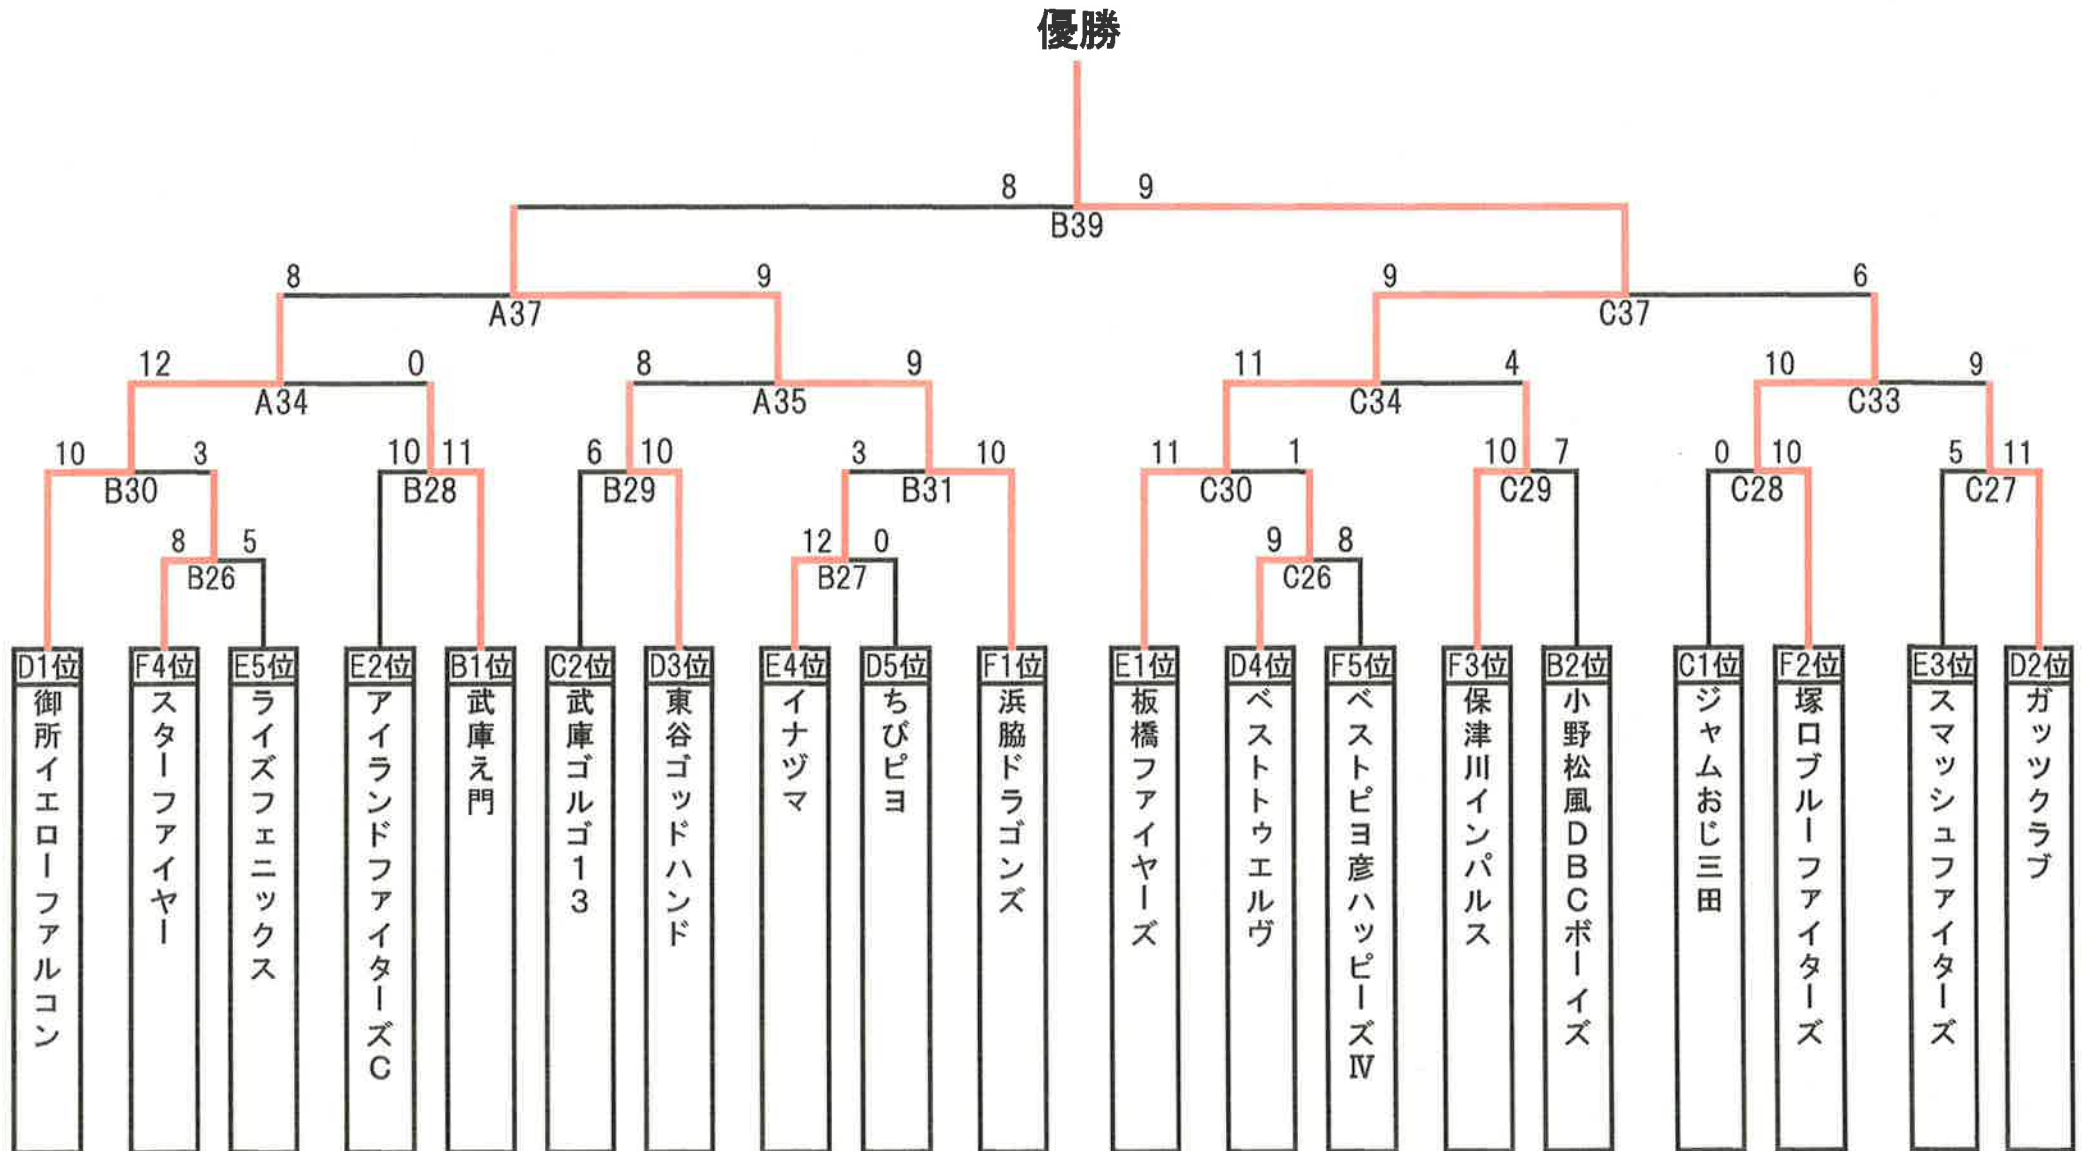 優勝
8 9
B39
8 9 9 6
A37 C37
12 0 8 9 11 4 10 9
A34 A35 C34 C33
10 3 10 11 6 10 3 10 11 1 10 7 0 10 5 11
B30 B28 B29 B31 C30 C29 C28 C27
8 5 12 0 9 8
B26 B27 C26
D1位 F4位 E5位 E2位 B1位 C2位 D3位 E4位 D5位 F1位 E1位 D4位 F5位 F3位 B2位 C1位 F2位 E3位 D2位
御所イエローファルコン
スターファイヤー
ライズフェニックス
アイランドファイターズC
武庫え門
武庫ゴルゴ13
東谷ゴッドハンド
イナヅマ
ちびピヨ
浜脇ドラゴンズ
板橋ファイヤーズ
ベストトゥエルヴ
ベストピヨ彦ハッピーズⅣ
保津川インパルス
小野松風DBCボーイズ
ジャムおじ三田
塚口ブルーファイターズ
スマッシュファイターズ
ガッツクラブ